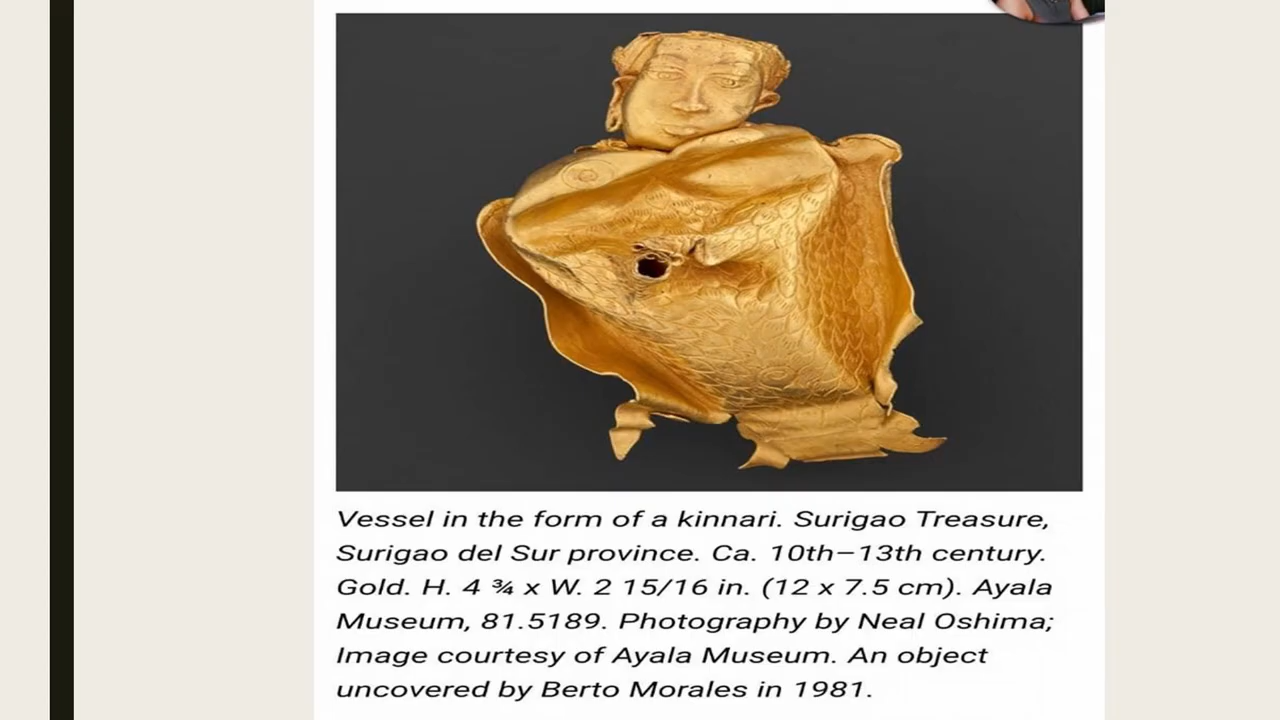 Vessel in the form of a kinnari. Surigao Treasure,
Surigao del Sur province. Ca. 10th–13th century.
Gold. H. 4 ¾ x W. 2 15/16 in. (12 x 7.5 cm). Ayala
Museum, 81.5189. Photography by Neal Oshima;
Image courtesy of Ayala Museum. An object
uncovered by Berto Morales in 1981.